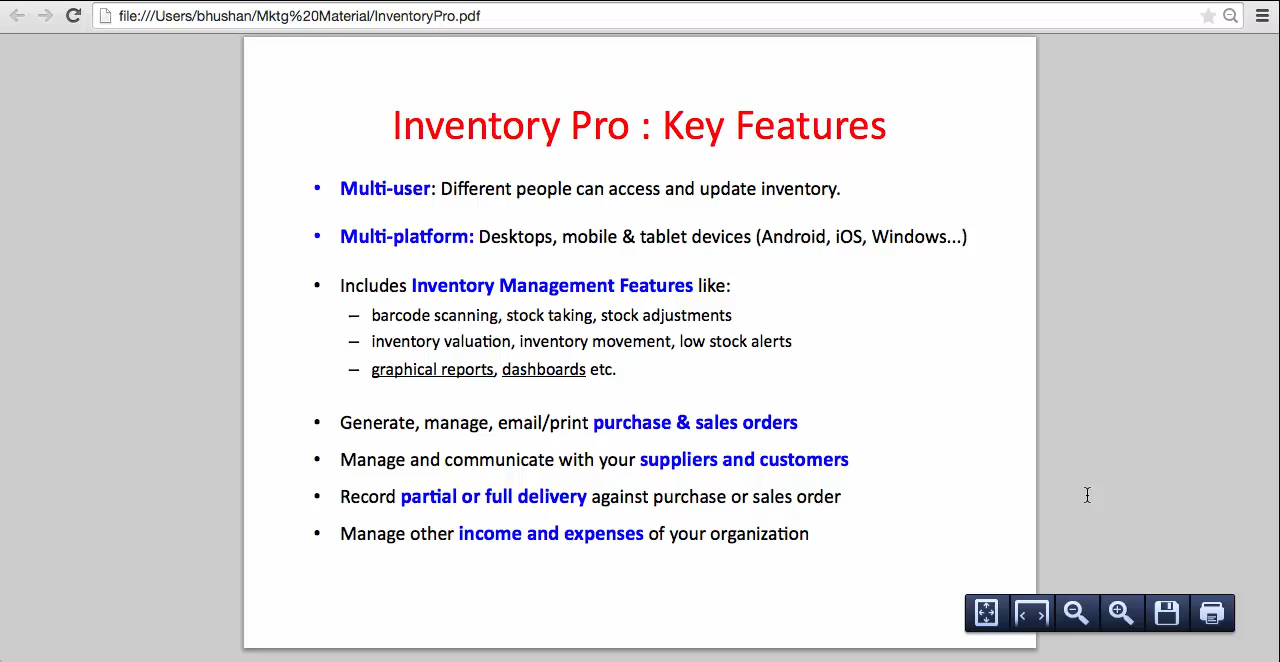 file:///Users/bhushan/Mktg%20Material/InventoryPro.pdf
Inventory Pro : Key Features
• Multi-user: Different people can access and update inventory.
• Multi-platform: Desktops, mobile & tablet devices (Android, iOS, Windows...)
• Includes Inventory Management Features like:
– barcode scanning, stock taking, stock adjustments
– inventory valuation, inventory movement, low stock alerts
– graphical reports, dashboards etc.
• Generate, manage, email/print purchase & sales orders
• Manage and communicate with your suppliers and customers
• Record partial or full delivery against purchase or sales order
• Manage other income and expenses of your organization